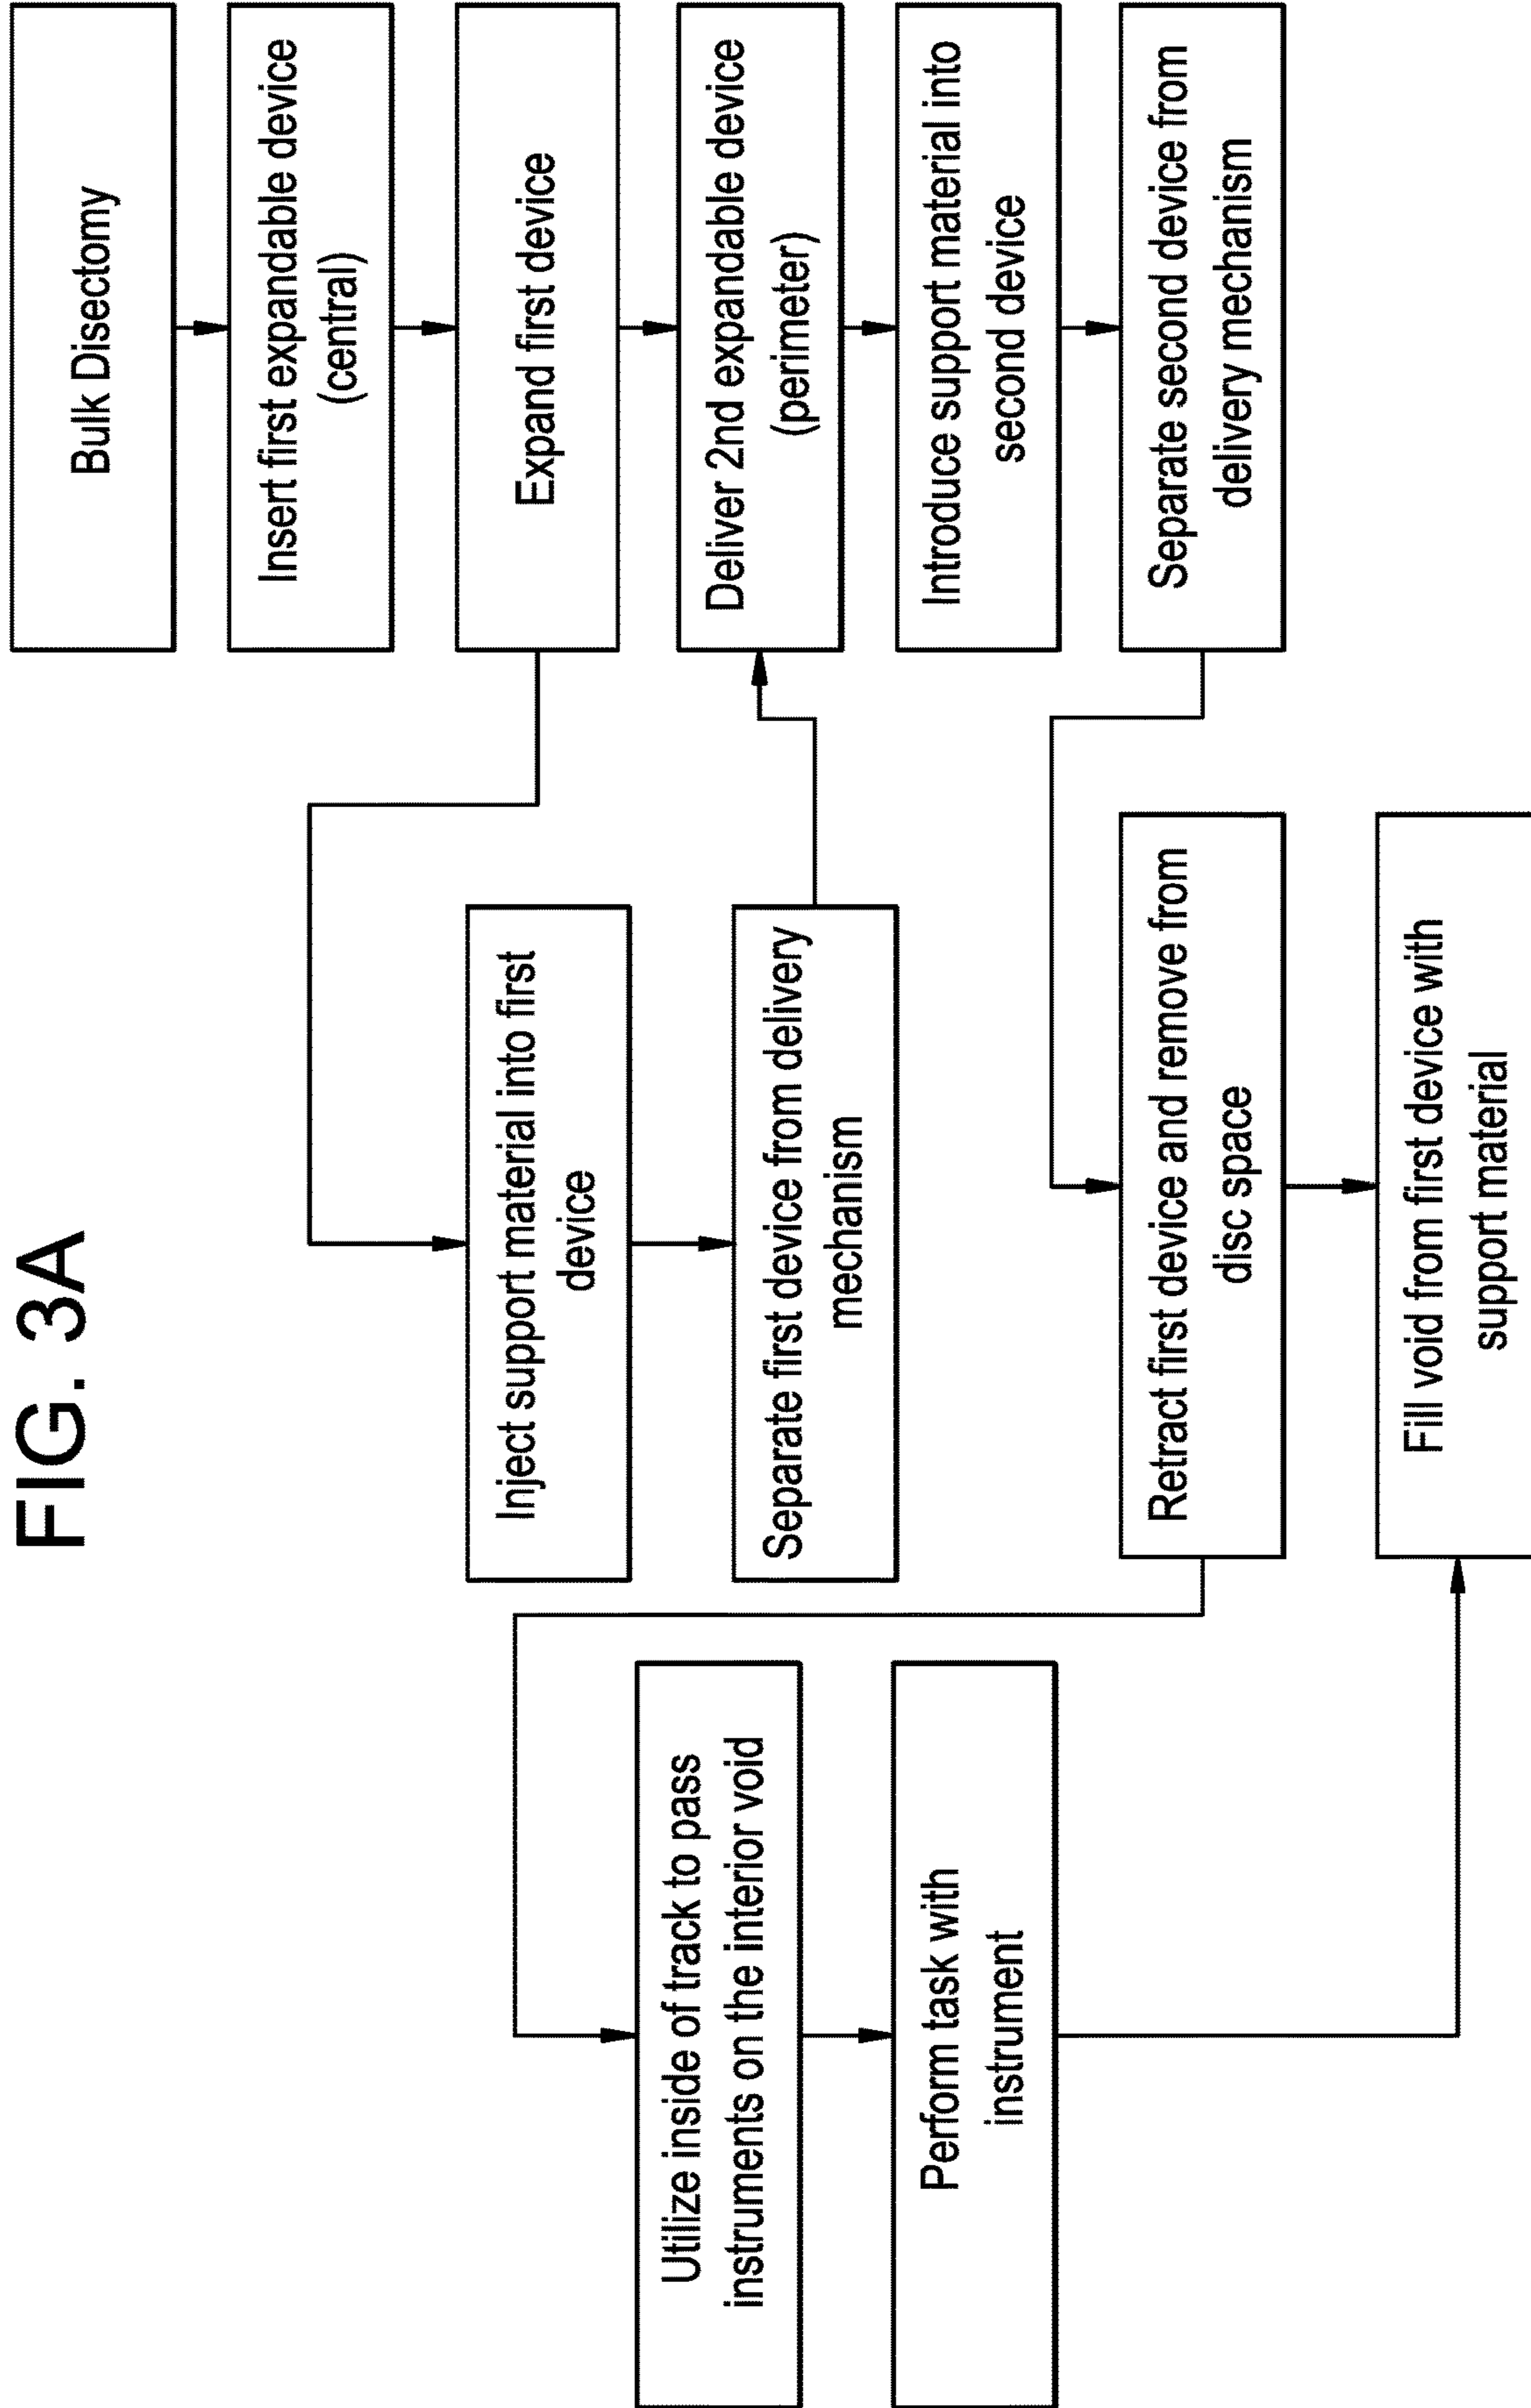 FIG. 3A
Bulk Disectomy
Insert first expandable device
(central)
Expand first device
Deliver 2nd expandable device
(perimeter)
Introduce support material into
second device
Separate second device from
delivery mechanism
Inject support material into first
device
Separate first device from delivery
mechanism
Retract first device and remove from
disc space
Fill void from first device with
support material
Utilize inside of track to pass
instruments on the interior void
Perform task with
instrument